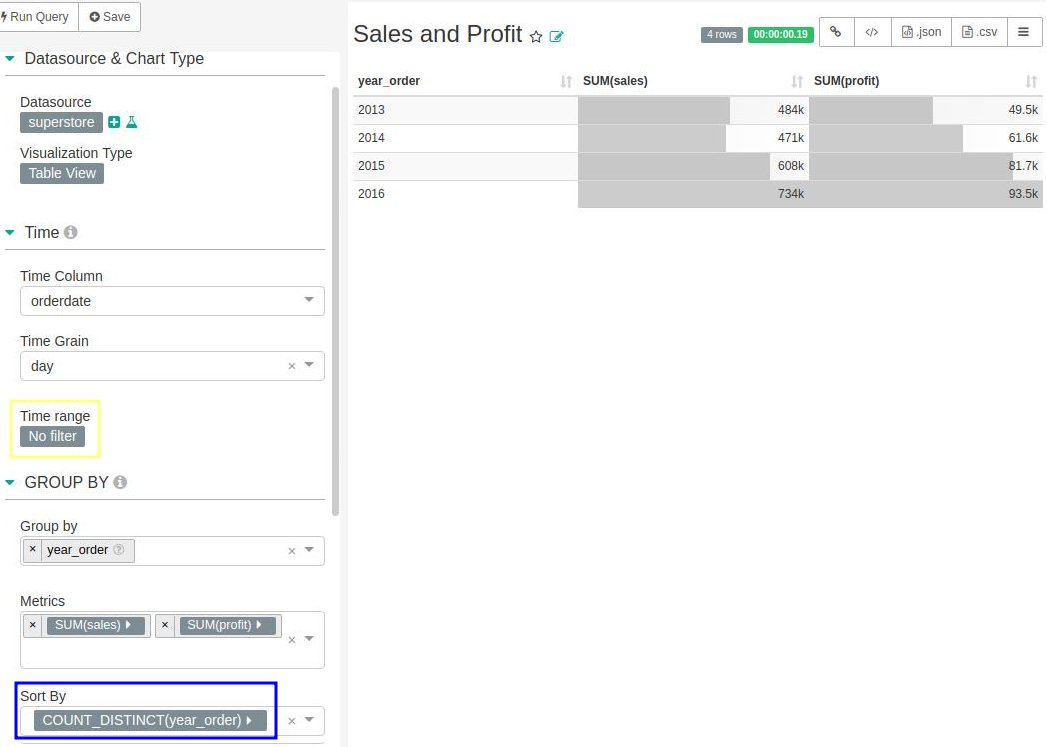 Run Query Save
Datasource & Chart Type
Datasource
superstore
Visualization Type
Table View
Time
Time Column
orderdate
Time Grain
day
×
Time range
No filter
GROUP BY
Group by
× year_order ×
Metrics
× SUM(sales) × SUM(profit) ×
Sort By
COUNT_DISTINCT(year_order) ×
Sales and Profit 4 rows 00:00:00.19 </> .json .csv
year_order SUM(sales) SUM(profit)
2013 484k 49.5k
2014 471k 61.6k
2015 608k 81.7k
2016 734k 93.5k